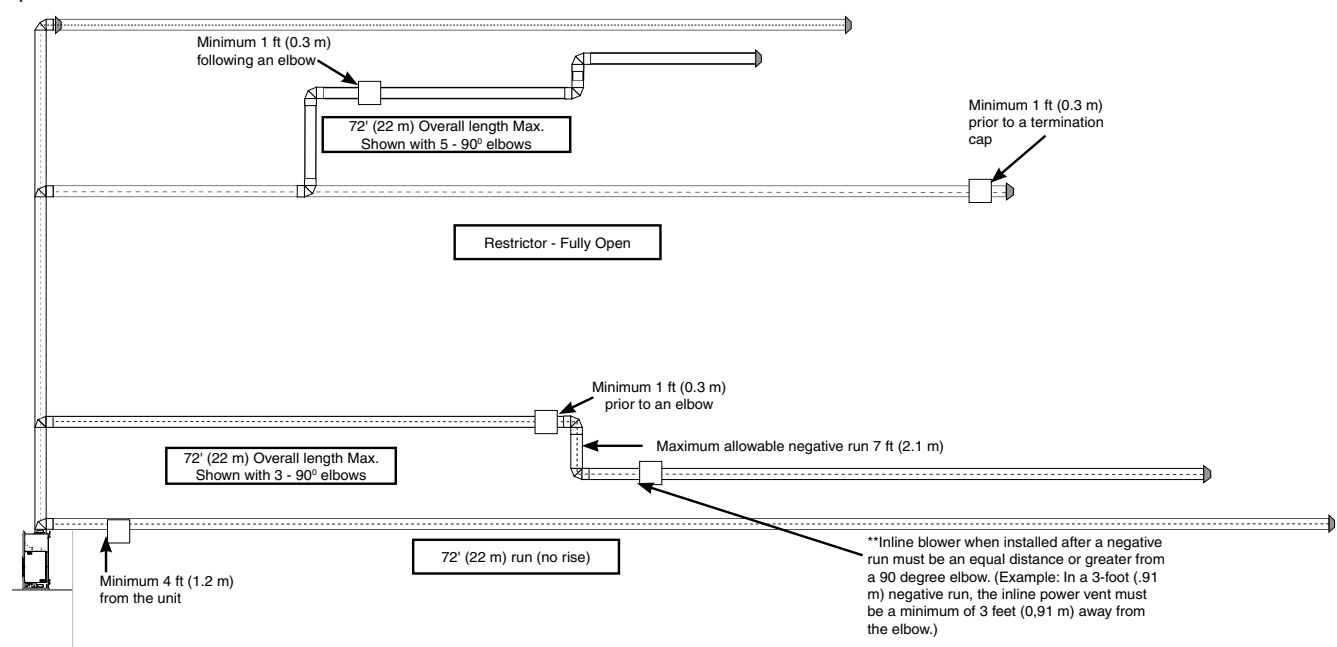 Minimum 1 ft (0.3 m)
following an elbow
72' (22 m) Overall length Max.
Shown with 5 - 90⁰ elbows
Minimum 1 ft (0.3 m)
prior to a termination
cap
Restrictor - Fully Open
Minimum 1 ft (0.3 m)
prior to an elbow
Maximum allowable negative run 7 ft (2.1 m)
72' (22 m) Overall length Max.
Shown with 3 - 90⁰ elbows
72' (22 m) run (no rise)
Minimum 4 ft (1.2 m)
from the unit
**Inline blower when installed after a negative
run must be an equal distance or greater from
a 90 degree elbow. (Example: In a 3-foot (.91
m) negative run, the inline power vent must
be a minimum of 3 feet (0,91 m) away from
the elbow.)